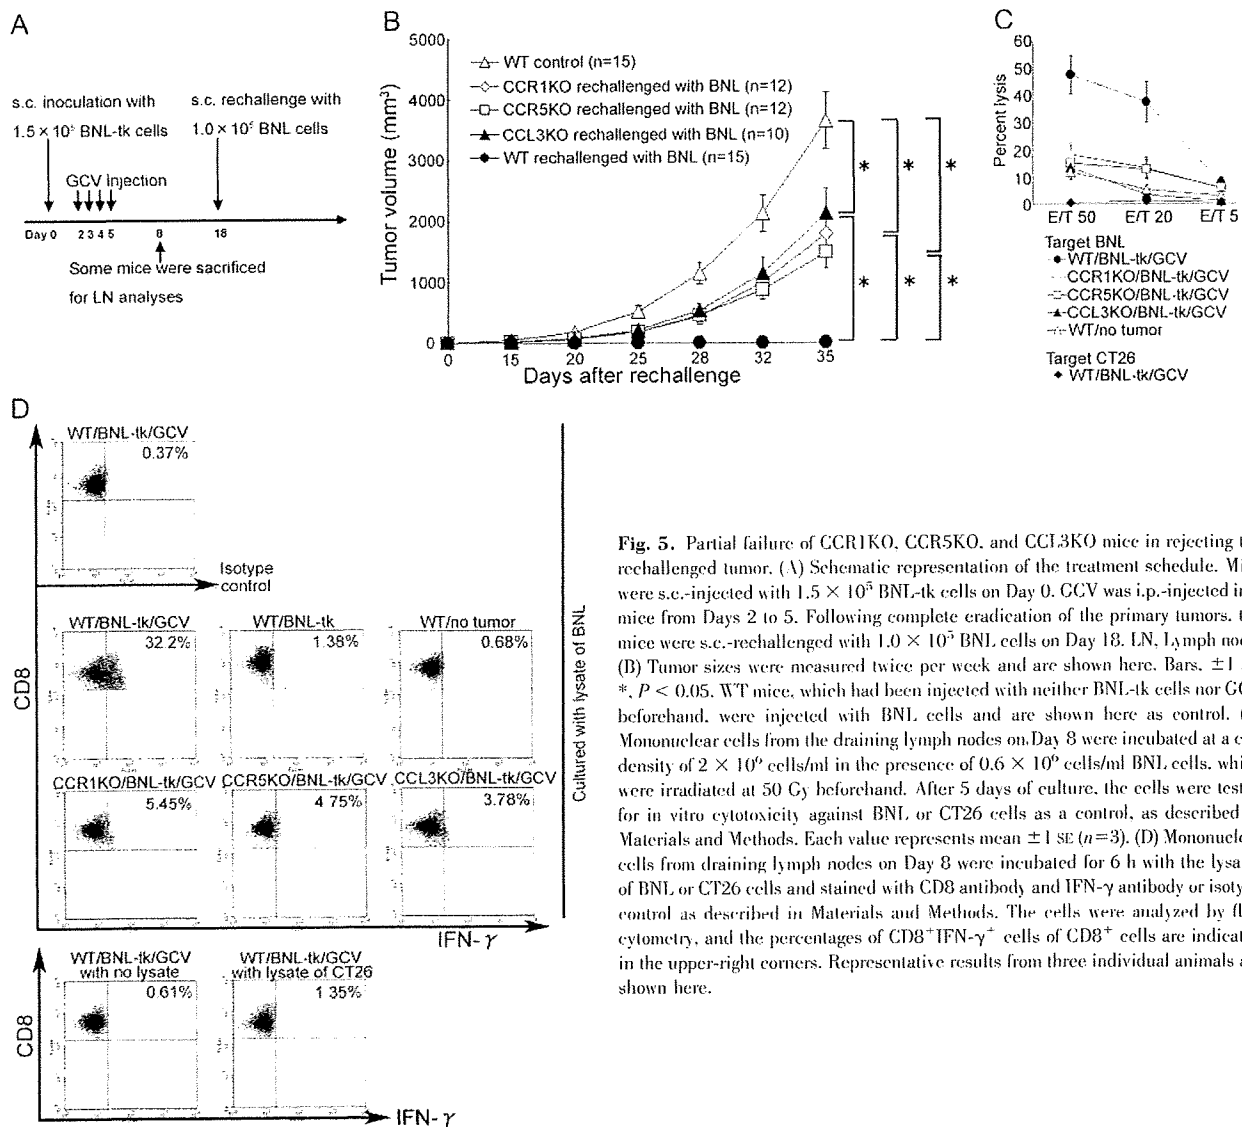 A
s.c. inoculation with
1.5 × 10⁵ BNL-tk cells
s.c. rechallenge with
1.0 × 10⁵ BNL cells
GCV Injection
Day 0 2 3 4 5 8 18
Some mice were sacrificed
for LN analyses
B
Tumor volume (mm³)
5000
4000
3000
2000
1000
0
WT control (n=15)
CCR1KO rechallenged with BNL (n=12)
CCR5KO rechallenged with BNL (n=12)
CCL3KO rechallenged with BNL (n=10)
WT rechallenged with BNL (n=15)
* * *
* * *
0 15 20 25 28 32 35
Days after rechallenge
C
Percent lysis
60
50
40
30
20
10
0
E/T 50 E/T 20 E/T 5
Target BNL
WT/BNL-tk/GCV
CCR1KO/BNL-tk/GCV
CCR5KO/BNL-tk/GCV
CCL3KO/BNL-tk/GCV
WT/no tumor
Target CT26
WT/BNL-tk/GCV
D
WT/BNL-tk/GCV
0.37%
Isotype
control
CD8
WT/BNL-tk/GCV
32.2%
WT/BNL-tk
1.38%
WT/no tumor
0.68%
CCR1KO/BNL-tk/GCV
5.45%
CCR5KO/BNL-tk/GCV
4 75%
CCL3KO/BNL-tk/GCV
3.78%
IFN-γ
Cultured with lysate of BNL
CD8
WT/BNL-tk/GCV
with no lysate
0.61%
WT/BNL-tk/GCV
with lysate of CT26
1 35%
IFN-γ
Fig. 5. Partial failure of CCR1KO, CCR5KO, and CCL3KO mice in rejecting
rechallenged tumor. (A) Schematic representation of the treatment schedule.
were s.c.-injected with 1.5 × 10⁵ BNL-tk cells on Day 0. GCV was i.p.-injected
mice from Days 2 to 5. Following complete eradication of the primary tumors,
mice were s.c.-rechallenged with 1.0 × 10⁵ BNL cells on Day 18. LN, Lymph
(B) Tumor sizes were measured twice per week and are shown here. Bars, ±1
*, P < 0.05. WT mice, which had been injected with neither BNL-tk cells nor
beforehand, were injected with BNL cells and are shown here as control.
Mononuclear cells from the draining lymph nodes on Day 8 were incubated at a
density of 2 × 10⁶ cells/ml in the presence of 0.6 × 10⁶ cells/ml BNL cells,
were irradiated at 50 Gy beforehand. After 5 days of culture, the cells were
for in vitro cytotoxicity against BNL or CT26 cells as a control, as described
Materials and Methods. Each value represents mean ±1 SE (n=3). (D)
cells from draining lymph nodes on Day 8 were incubated for 6 h with the
of BNL or CT26 cells and stained with CD8 antibody and IFN-γ antibody or
control as described in Materials and Methods. The cells were analyzed by
cytometry, and the percentages of CD8⁺IFN-γ⁺ cells of CD8⁺ cells are
in the upper-right corners. Representative results from three individual animals
shown here.